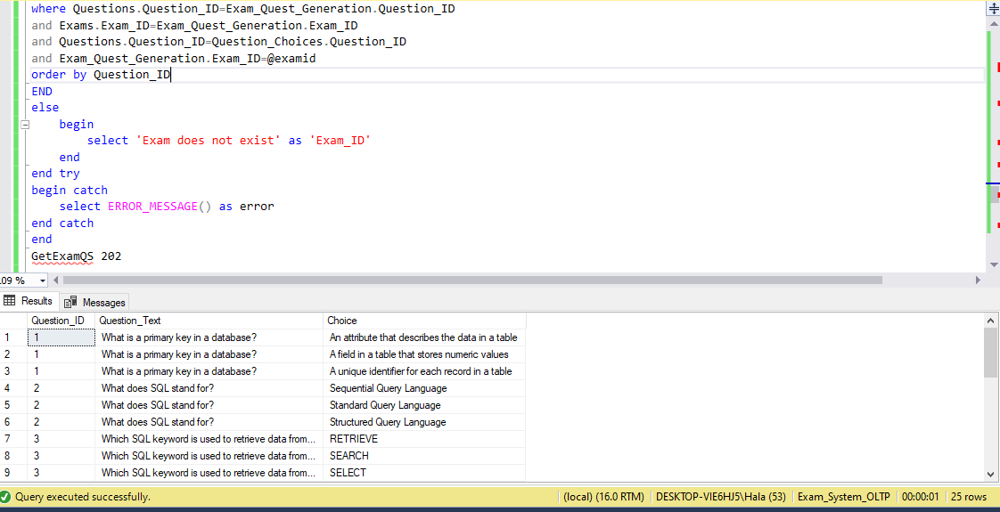 where Questions.Question_ID=Exam_Quest_Generation.Question_ID
and Exams.Exam_ID=Exam_Quest_Generation.Exam_ID
and Questions.Question_ID=Question_Choices.Question_ID
and Exam_Quest_Generation.Exam_ID=@examid
order by Question_ID
END
else
begin
select 'Exam does not exist' as 'Exam_ID'
end
end try
begin catch
select ERROR_MESSAGE() as error
end catch
end
GetExamQS 202
.09 %
Results Messages
Question_ID Question_Text Choice
1 1 What is a primary key in a database? An attribute that describes the data in a table
2 1 What is a primary key in a database? A field in a table that stores numeric values
3 1 What is a primary key in a database? A unique identifier for each record in a table
4 2 What does SQL stand for? Sequential Query Language
5 2 What does SQL stand for? Standard Query Language
6 2 What does SQL stand for? Structured Query Language
7 3 Which SQL keyword is used to retrieve data from... RETRIEVE
8 3 Which SQL keyword is used to retrieve data from... SEARCH
9 3 Which SQL keyword is used to retrieve data from... SELECT
Query executed successfully. (local) (16.0 RTM) DESKTOP-VIE6HJ5\Hala (53) Exam_System_OLTP 00:00:01 25 rows